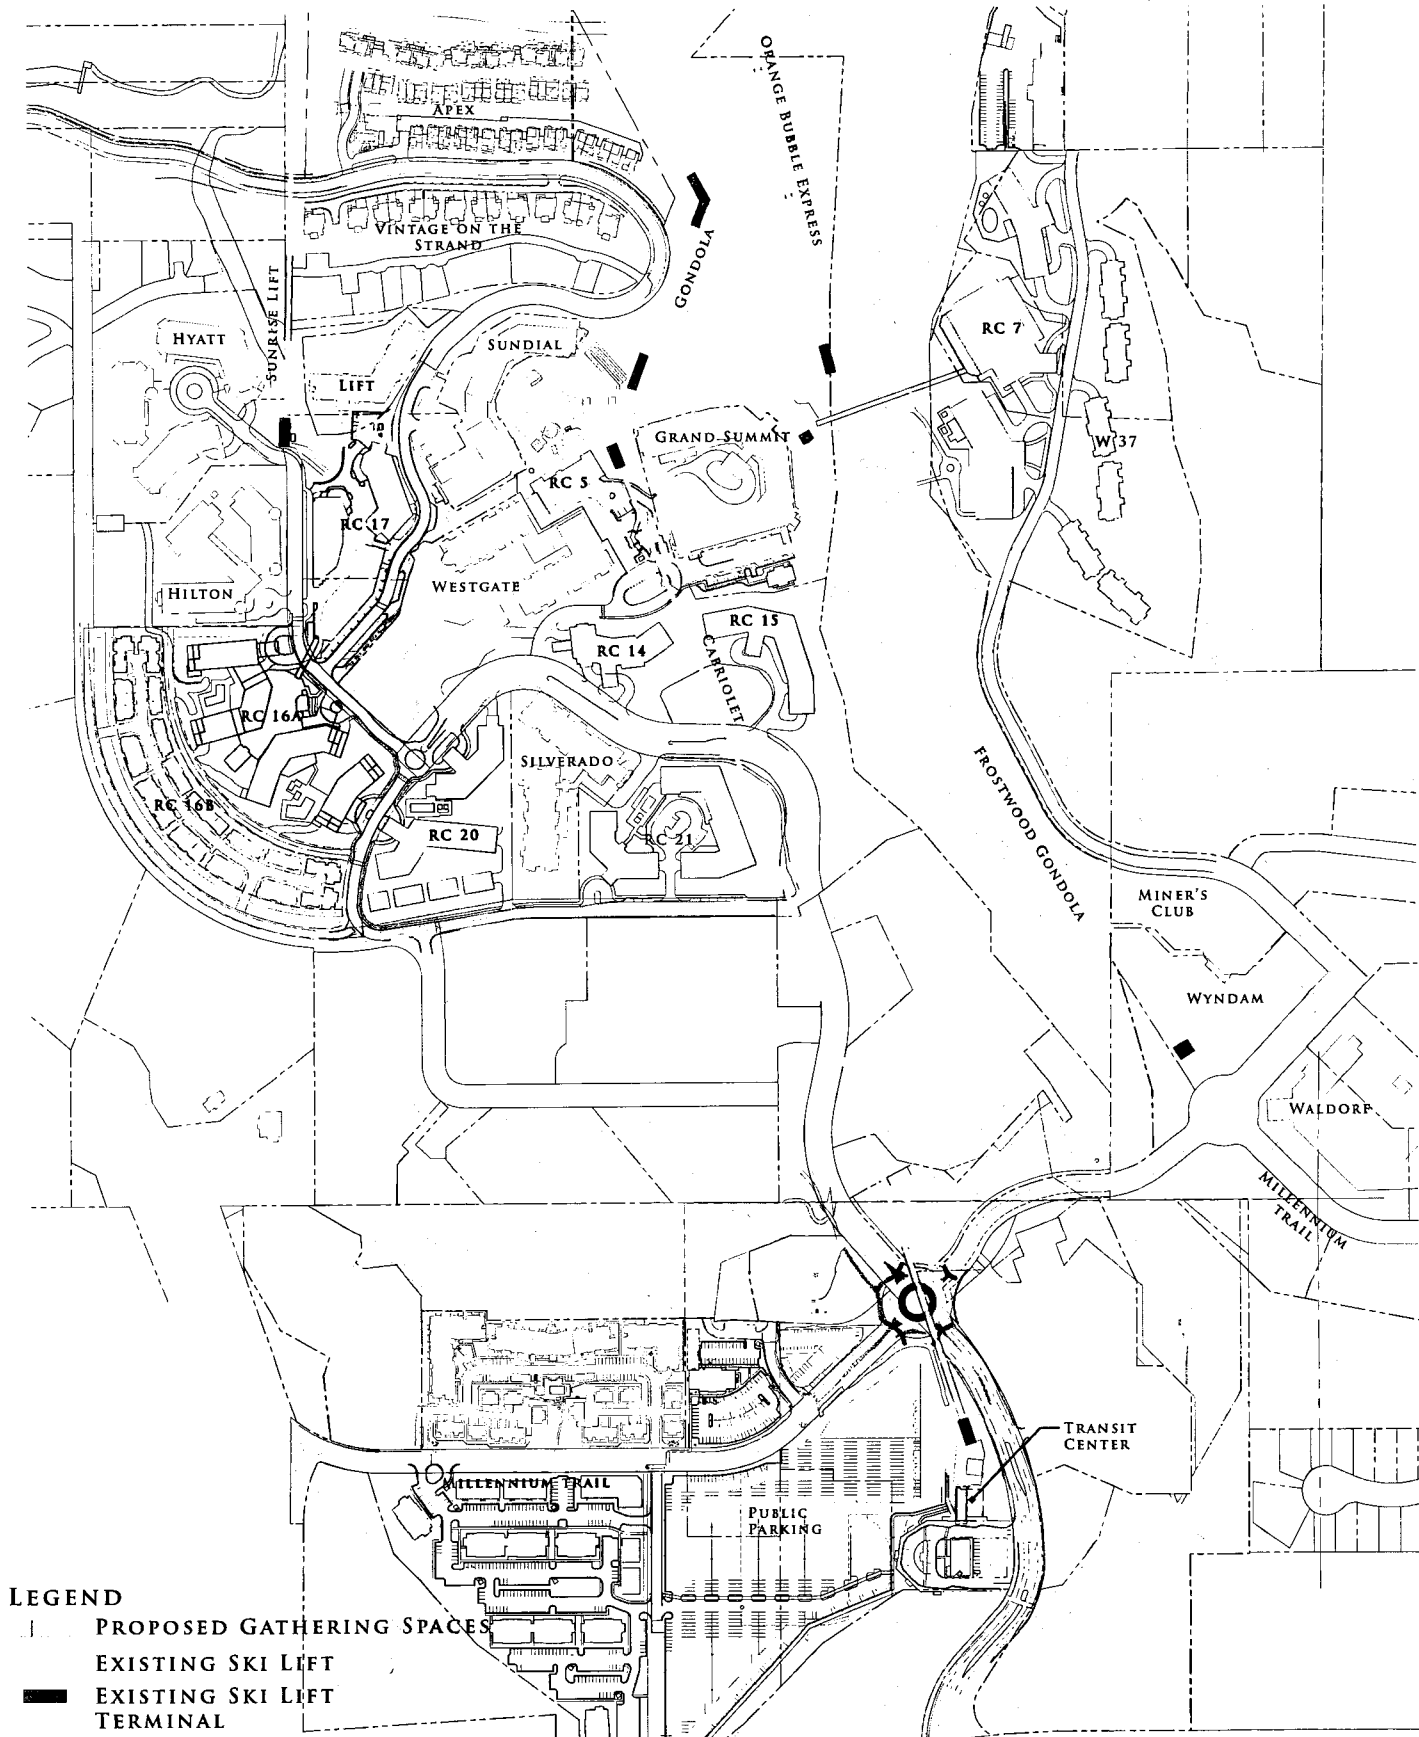 APEX
ORANGE BUBBLE EXPRESS
VINTAGE ON THE
STRAND
GONDOLA
SUNRISE LIFT
HYATT
SUNDIAL
LIFT
RC 7
GRAND SUMMIT
W 37
RC 5
RC 17
HILTON
WESTGATE
RC 15
RC 14
CABRIOLET
RC 16A
SILVERADO
RC 16B
RC 20
RC 21
FROSTWOOD GONDOLA
MINER'S
CLUB
WYNDAM
WALDORF
MILLENNIUM
TRAIL
TRANSIT
CENTER
MILLENNIUM TRAIL
PUBLIC
PARKING
LEGEND
PROPOSED GATHERING SPACES
EXISTING SKI LIFT
EXISTING SKI LIFT
TERMINAL